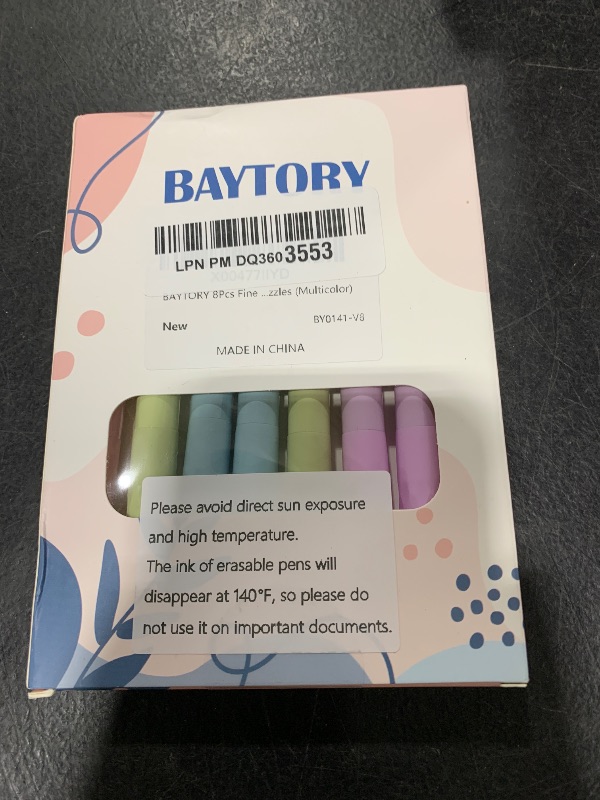 BAYTORY
LPN PM DQ3603553
X00477IIYD
BAYTORY 8Pcs Fine ...zzles (Multicolor)
New BY0141-V8
MADE IN CHINA
Please avoid direct sun exposure
and high temperature.
The ink of erasable pens will
disappear at 140°F, so please do
not use it on important documents.